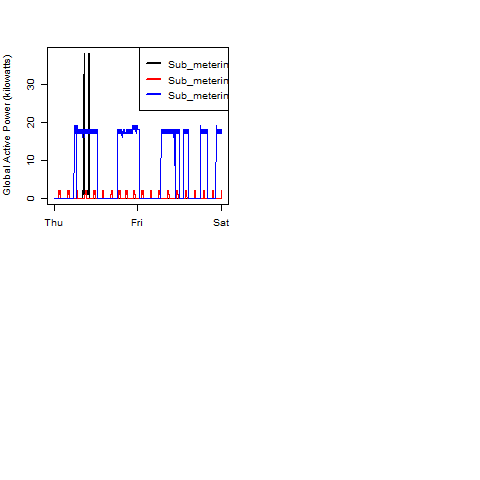 Global Active Power (kilowatts)
30
20
10
0
Sub_meterin
Sub_meterin
Sub_meterin
Thu
Fri
Sat